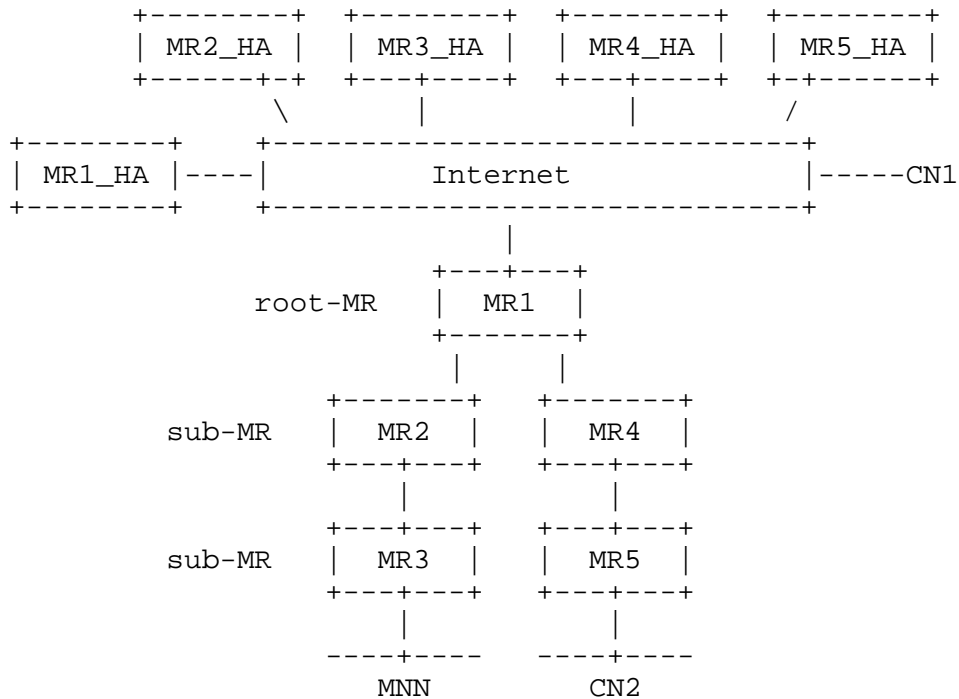 MR2_HA MR3_HA MR4_HA MR5_HA
MR1_HA Internet CN1
root-MR MR1
sub-MR MR2 MR4
sub-MR MR3 MR5
MNN CN2